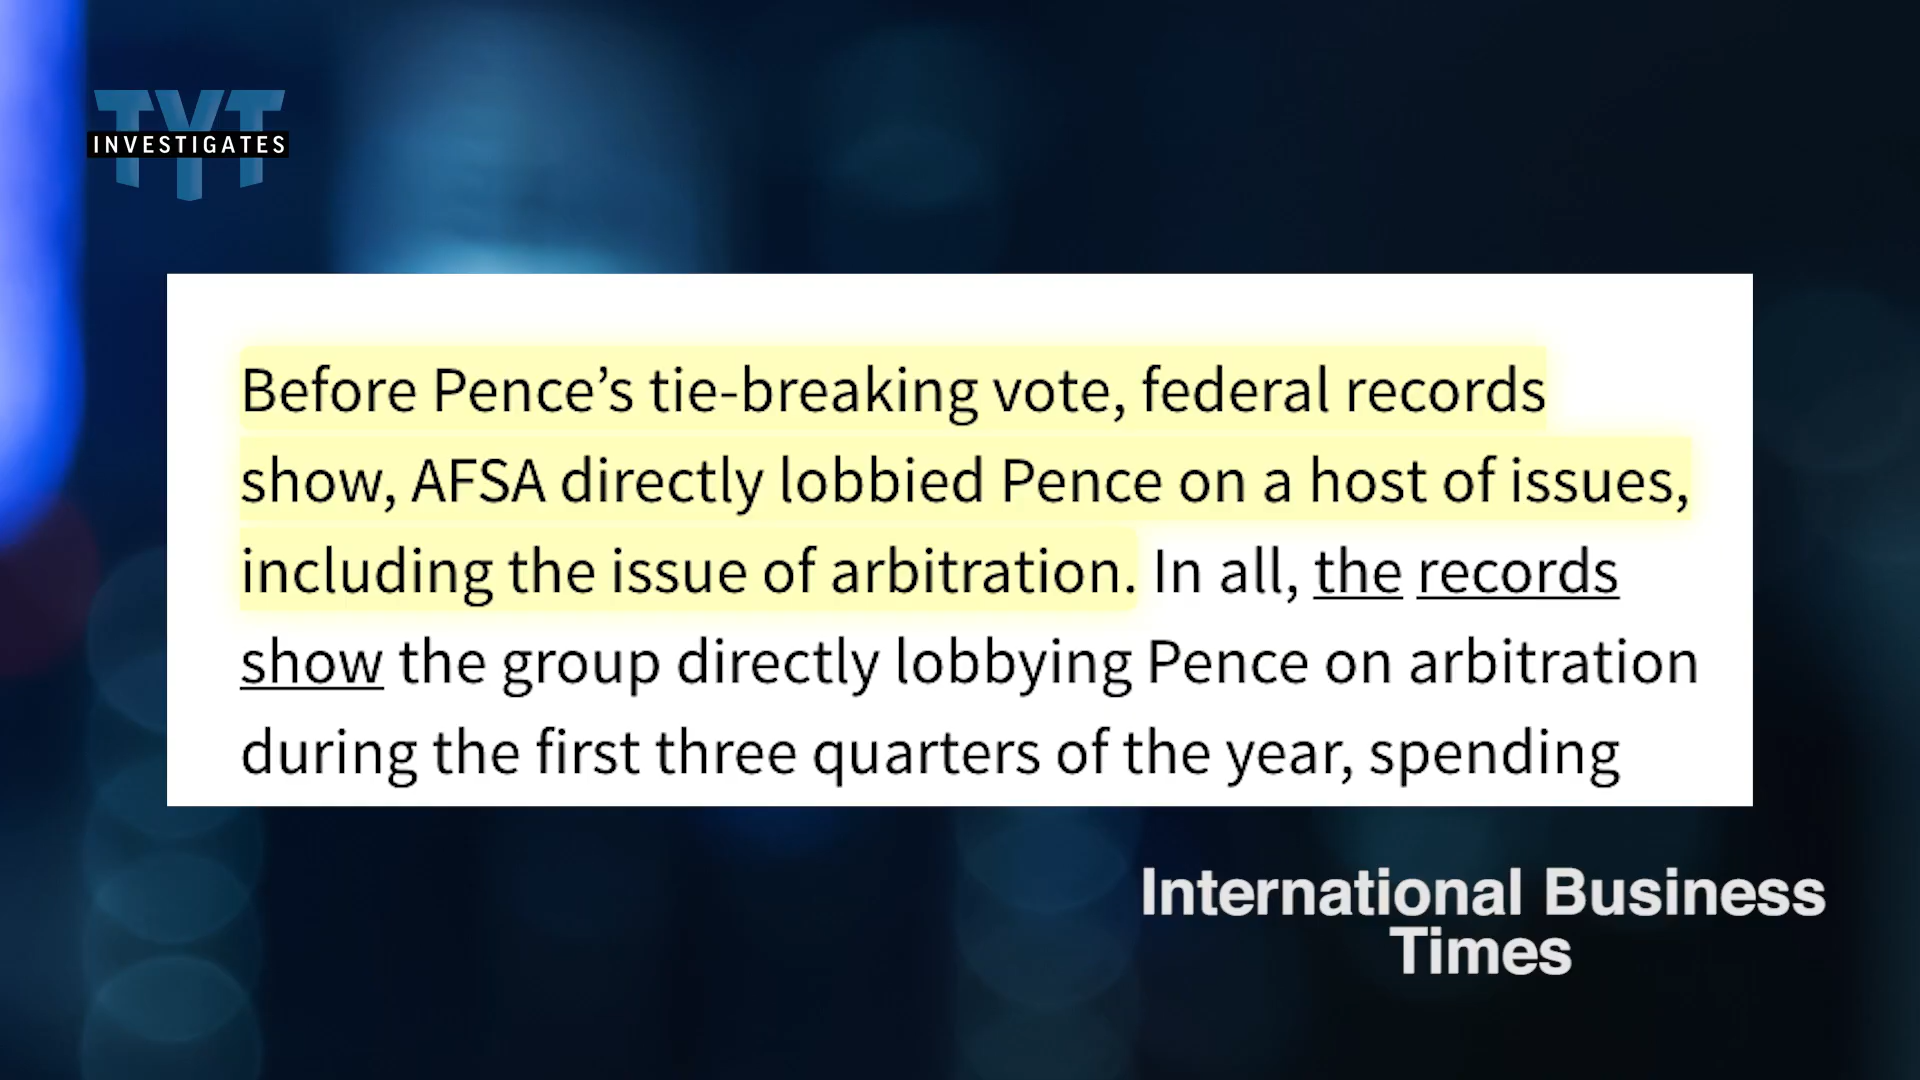 TYT
INVESTIGATES
Before Pence’s tie-breaking vote, federal records
show, AFSA directly lobbied Pence on a host of issues,
including the issue of arbitration. In all, the records
show the group directly lobbying Pence on arbitration
during the first three quarters of the year, spending
International Business
Times